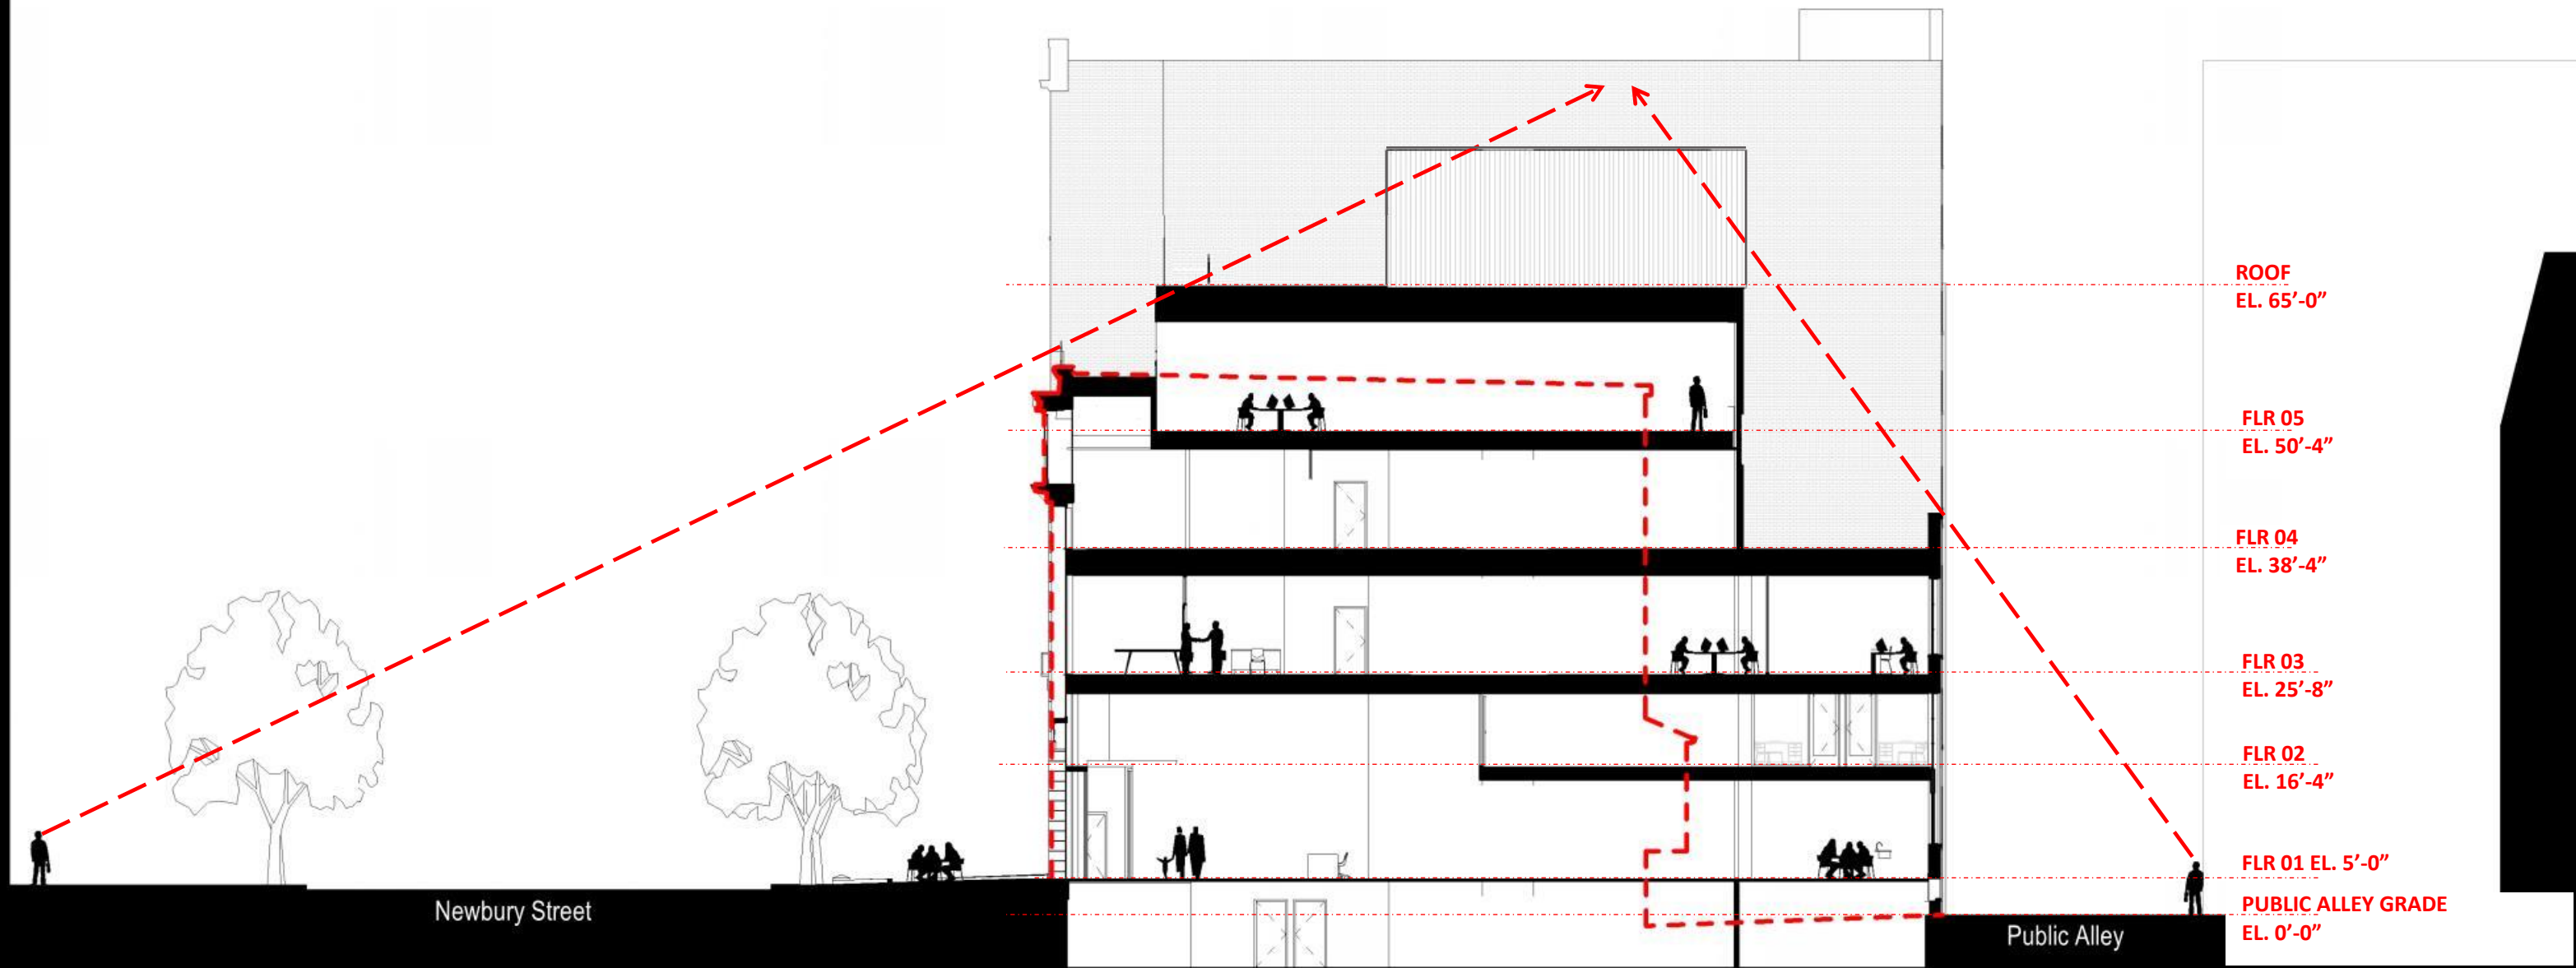 ROOF
EL. 65’-0”
FLR 05
EL. 50’-4”
FLR 04
EL. 38’-4”
FLR 03
EL. 25’-8”
FLR 02
EL. 16’-4”
FLR 01 EL. 5’-0”
PUBLIC ALLEY GRADE
EL. 0’-0”
Newbury Street
Public Alley